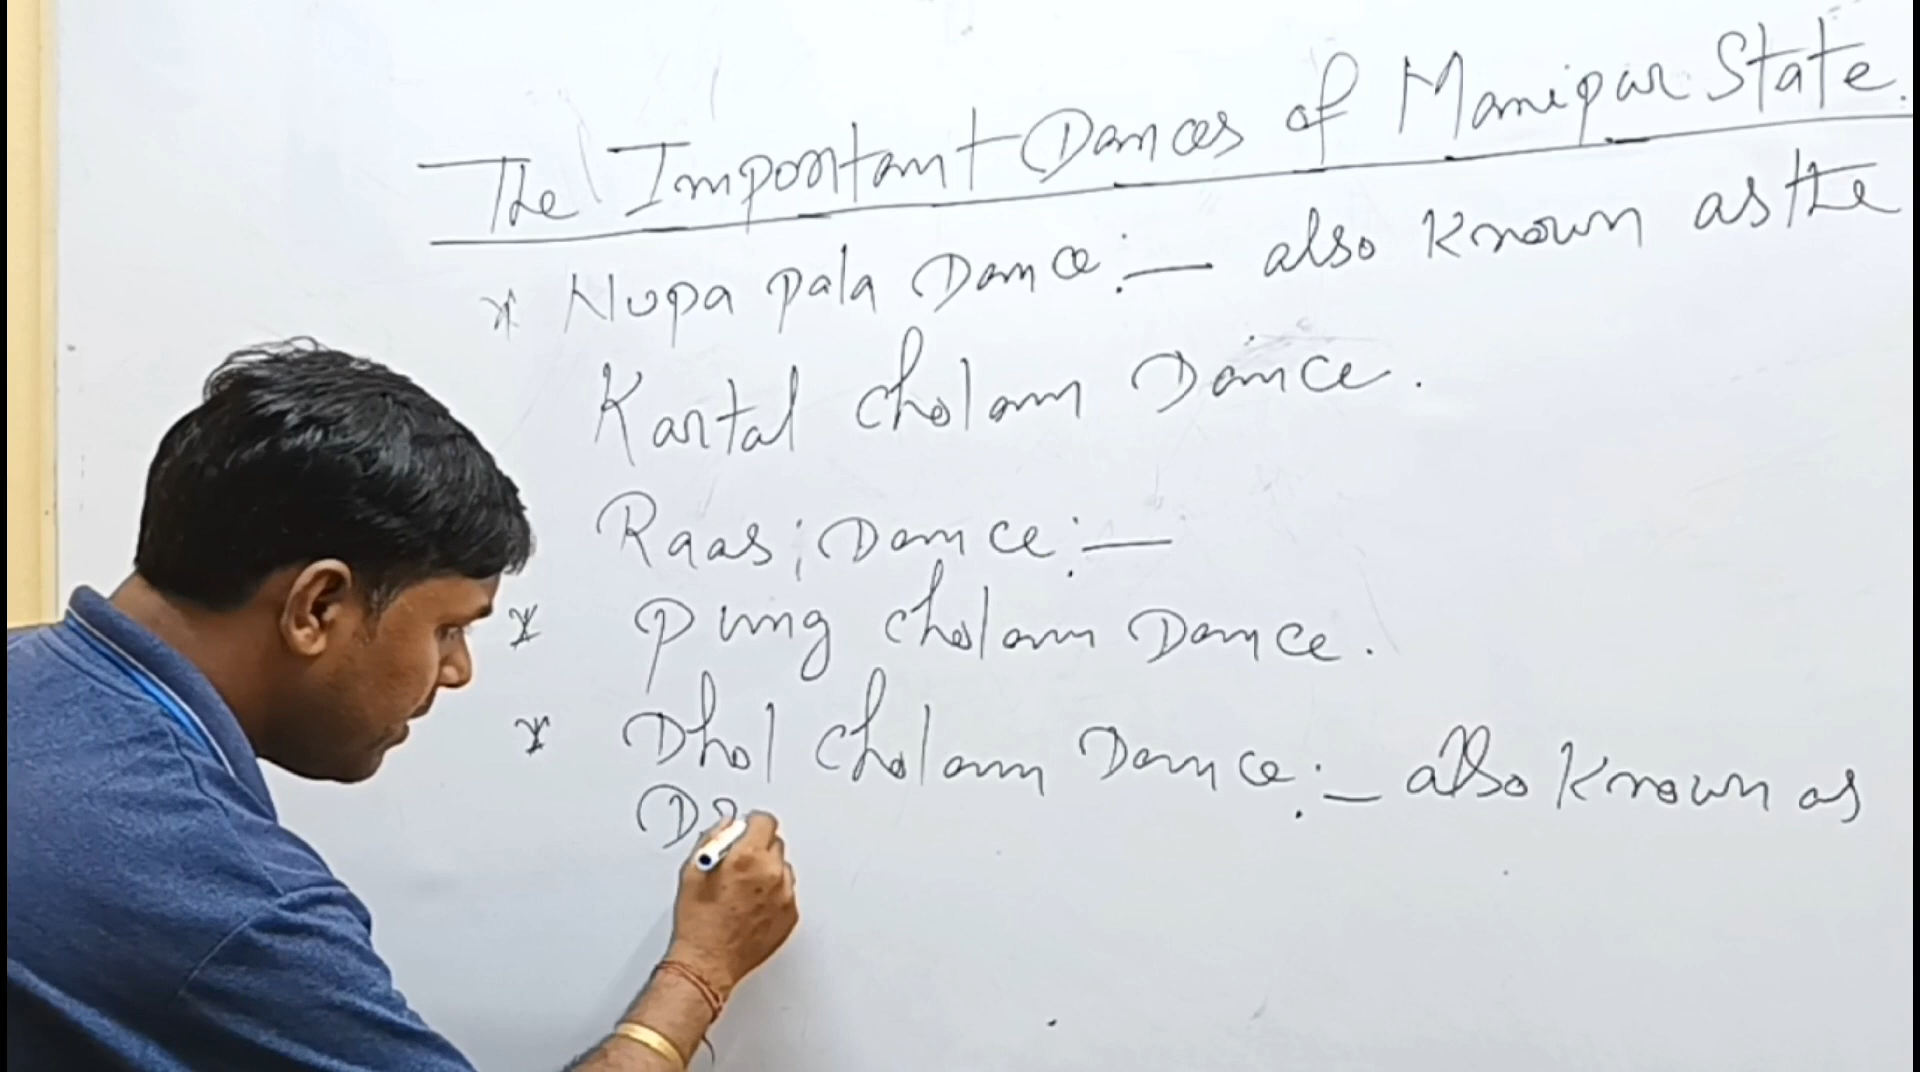 The Important Dances of Manipur State.
* Nupa pala Dance :- also Known as the
Kartal cholam Dance.
Raas ; Dance :-
* pung cholam Dance.
* Dhol cholam Dance :- also Known as